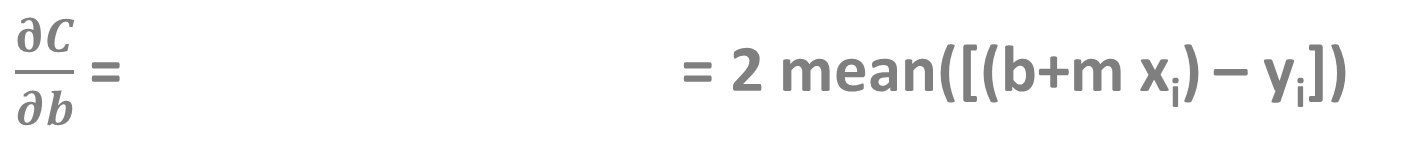 ∂C/∂b = = 2 mean([(b+m xᵢ) – yᵢ])